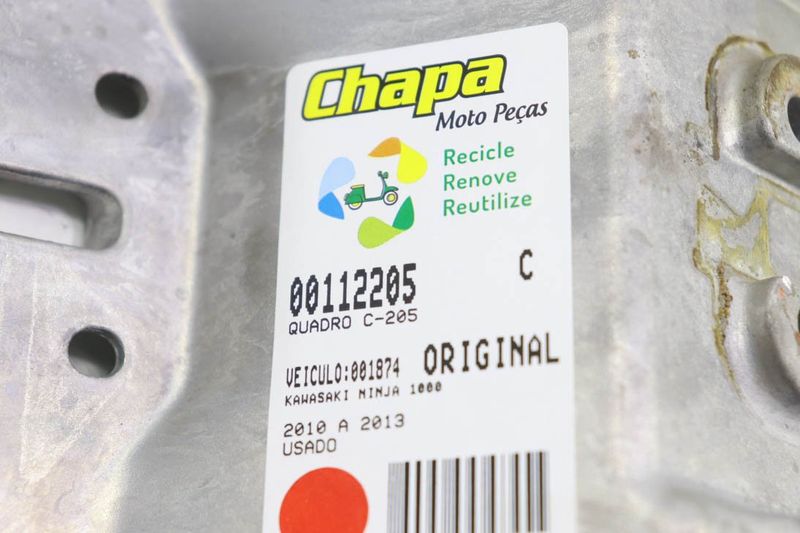 Chapa
Moto Peças
Recicle
Renove
Reutilize
00112205
C
QUADRO C-205
VEICULO:001874 ORIGINAL
KAWASAKI NINJA 1000
2010 A 2013
USADO